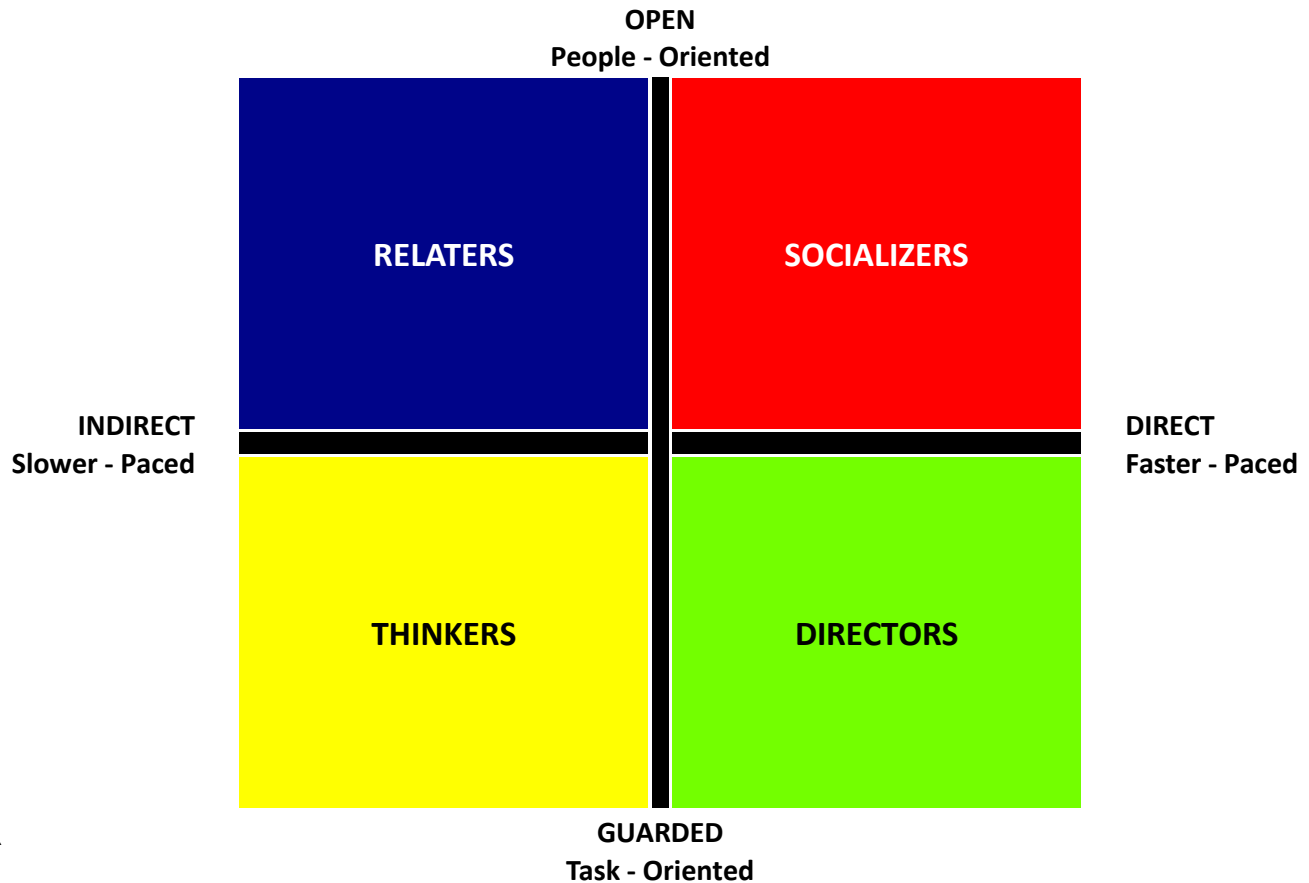 OPEN
People - Oriented
RELATERS
SOCIALIZERS
INDIRECT
Slower - Paced
DIRECT
Faster - Paced
THINKERS
DIRECTORS
GUARDED
Task - Oriented